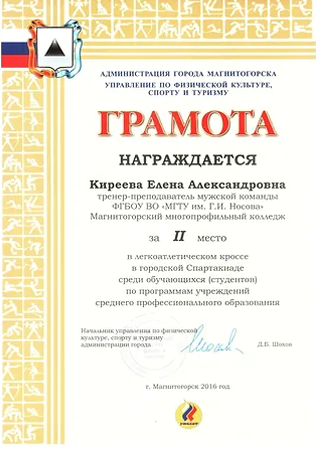 АДМИНИСТРАЦИЯ ГОРОДА МАГНИТОГОРСКА
УПРАВЛЕНИЕ ПО ФИЗИЧЕСКОЙ КУЛЬТУРЕ,
СПОРТУ И ТУРИЗМУ
ГРАМОТА
НАГРАЖДАЕТСЯ
Киреева Елена Александровна
тренер-преподаватель мужской команды
ФГБОУ ВО «МГТУ им. Г.И. Носова»
Магнитогорский многопрофильный колледж
за II место
в легкоатлетическом кроссе
в городской Спартакиаде
среди обучающихся (студентов)
по программам учреждений
среднего профессионального образования
Начальник управления по физической
культуре, спорту и туризму
администрации города
Д.Б. Шохов
г. Магнитогорск 2016 год